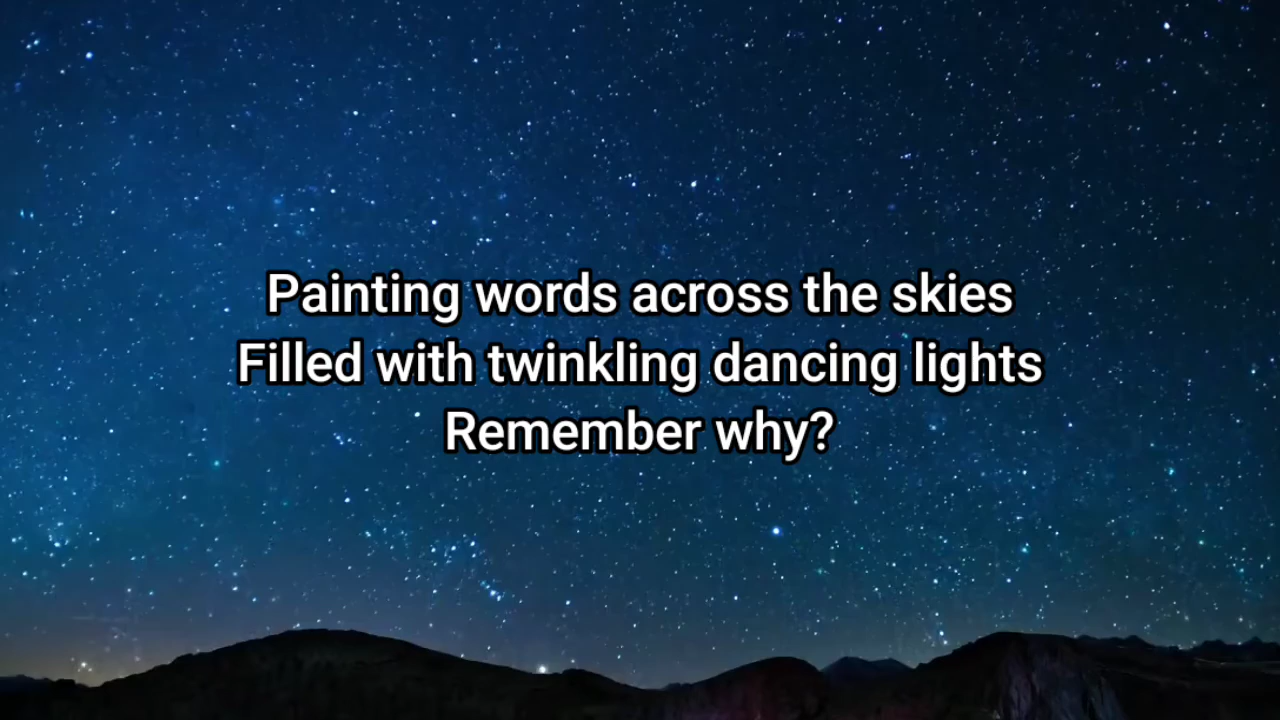 Painting words across the skies
Filled with twinkling dancing lights
Remember why?